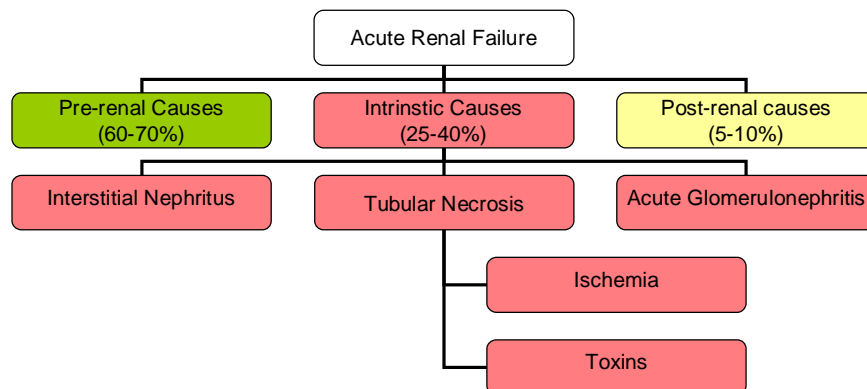 Acute Renal Failure
Pre-renal Causes
(60-70%)
Intrinstic Causes
(25-40%)
Post-renal causes
(5-10%)
Interstitial Nephritus
Tubular Necrosis
Acute Glomerulonephritis
Ischemia
Toxins